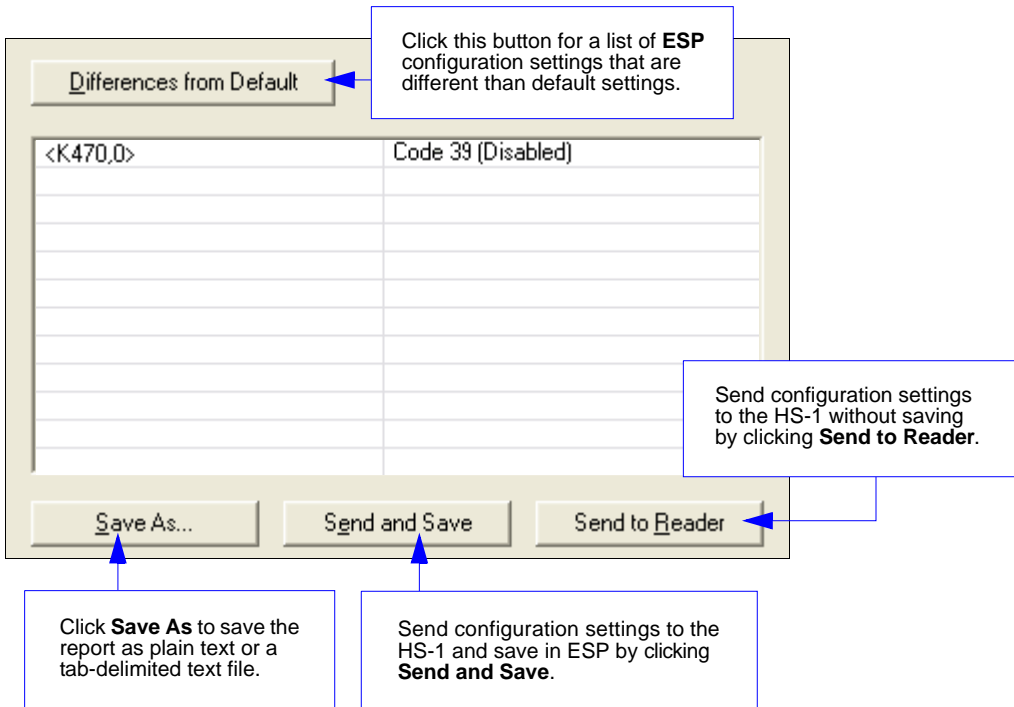 Click this button for a list of ESP
configuration settings that are
different than default settings.
Differences from Default
<K470,0> Code 39 (Disabled)
Send configuration settings
to the HS-1 without saving
by clicking Send to Reader.
Save As... Send and Save Send to Reader
Click Save As to save the
report as plain text or a
tab-delimited text file.
Send configuration settings to the
HS-1 and save in ESP by clicking
Send and Save.